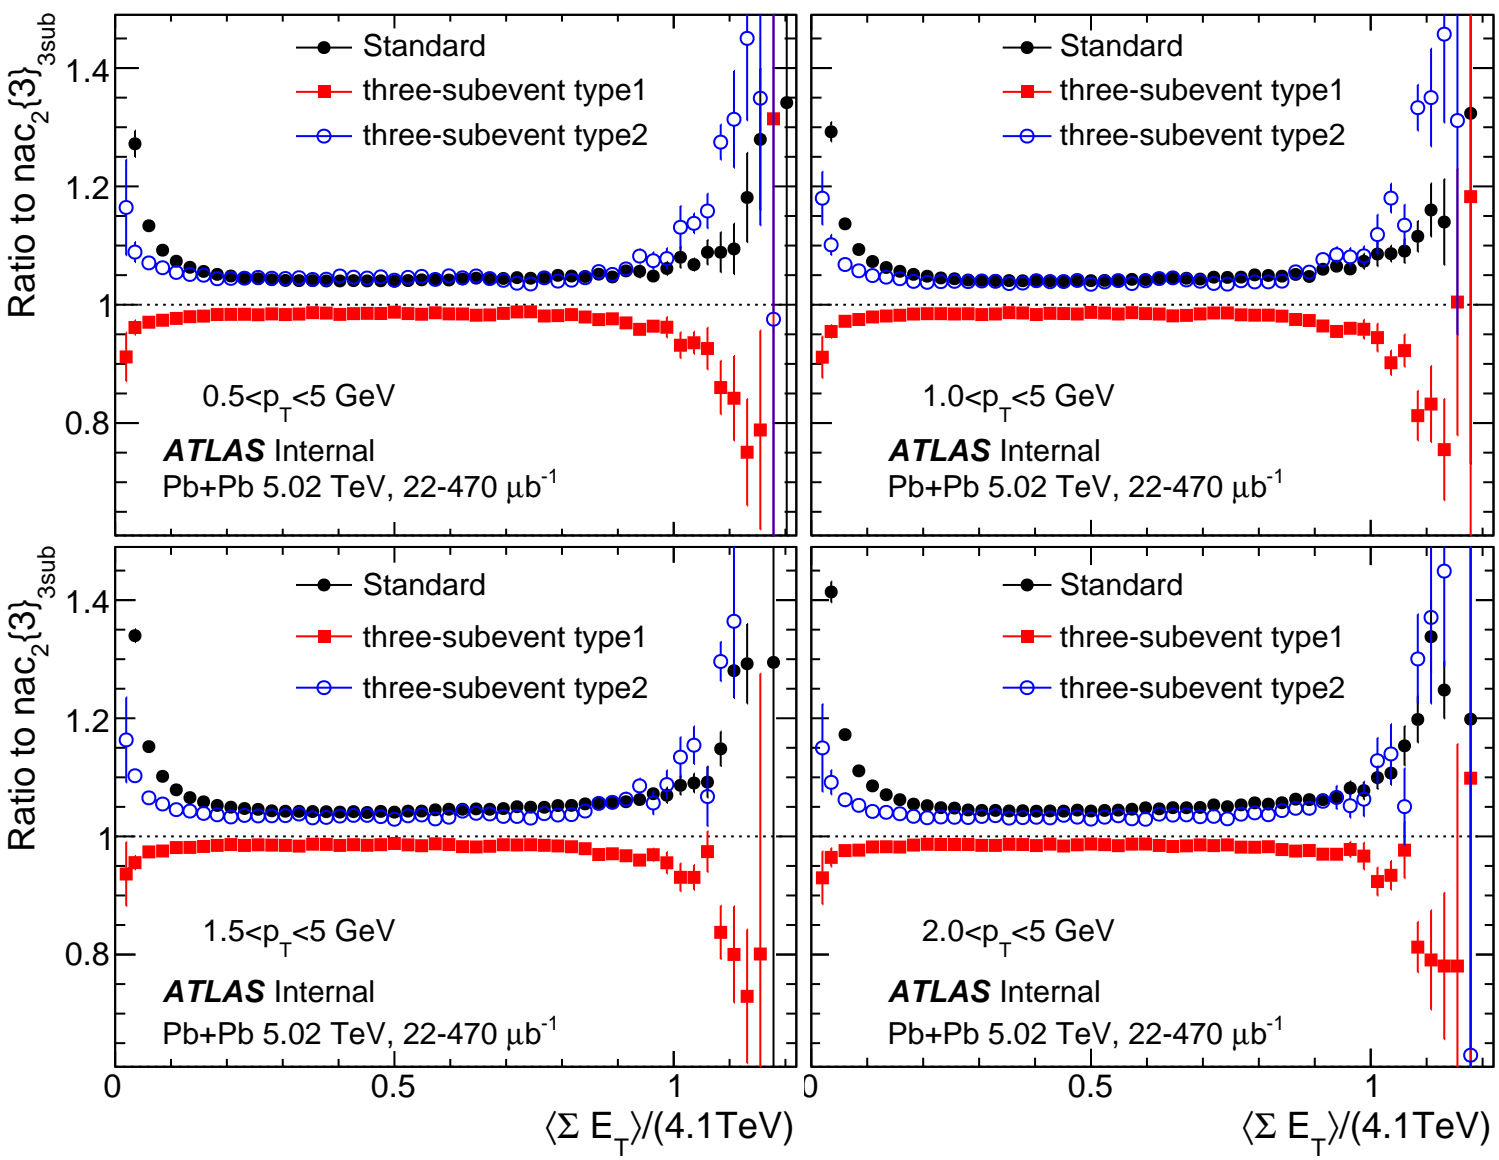 Ratio to nac2{3}3sub
1.4
1.2
1
0.8
Standard
three-subevent type1
three-subevent type2
0.5<pT<5 GeV
ATLAS Internal
Pb+Pb 5.02 TeV, 22-470 μb-1
Standard
three-subevent type1
three-subevent type2
1.0<pT<5 GeV
ATLAS Internal
Pb+Pb 5.02 TeV, 22-470 μb-1
Ratio to nac2{3}3sub
1.4
1.2
1
0.8
Standard
three-subevent type1
three-subevent type2
1.5<pT<5 GeV
ATLAS Internal
Pb+Pb 5.02 TeV, 22-470 μb-1
0 0.5 1
⟨Σ ET⟩/(4.1TeV)
Standard
three-subevent type1
three-subevent type2
2.0<pT<5 GeV
ATLAS Internal
Pb+Pb 5.02 TeV, 22-470 μb-1
0 0.5 1
⟨Σ ET⟩/(4.1TeV)